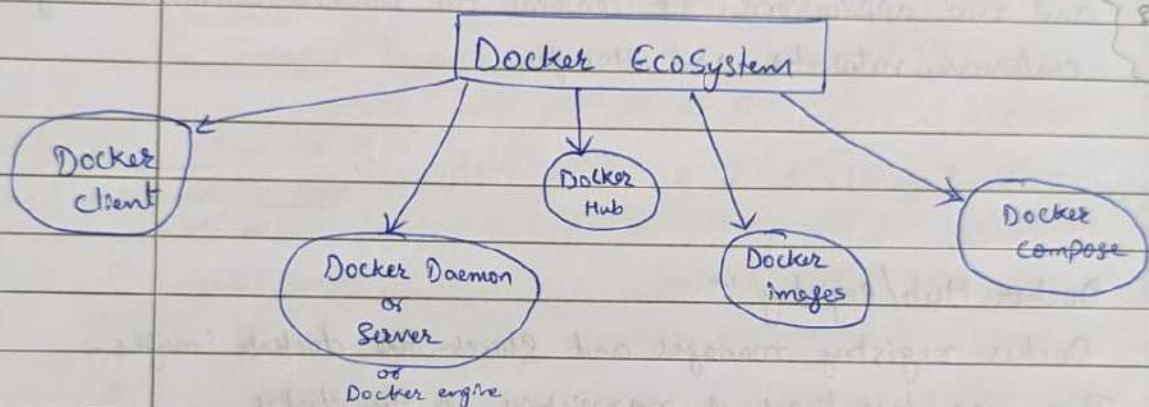 Docker EcoSystem
Docker
client
Docker
Hub
Docker Daemon
or
Server
or
Docker engine
Docker
images
Docker
compose